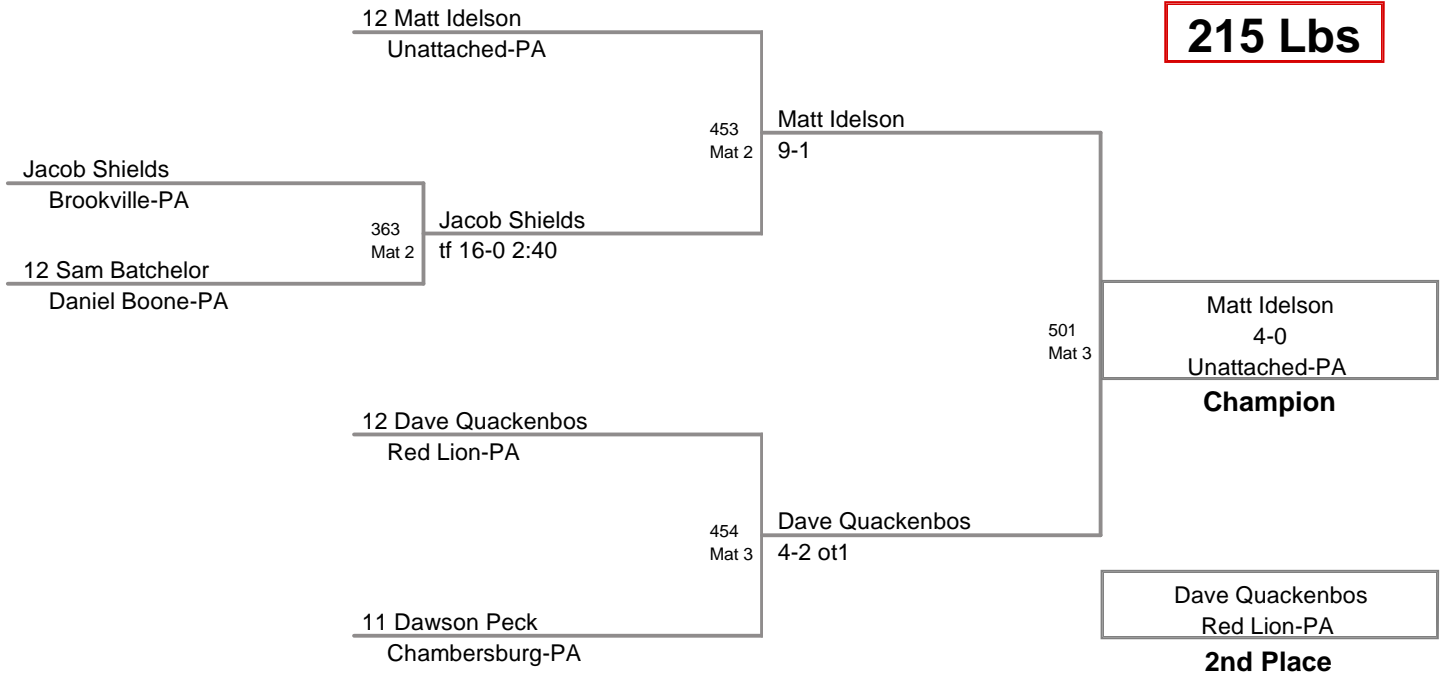 12 Matt Idelson
Unattached-PA
215 Lbs
453
Mat 2
Matt Idelson
9-1
Jacob Shields
Brookville-PA
363
Mat 2
Jacob Shields
tf 16-0 2:40
12 Sam Batchelor
Daniel Boone-PA
501
Mat 3
Matt Idelson
4-0
Unattached-PA
Champion
12 Dave Quackenbos
Red Lion-PA
454
Mat 3
Dave Quackenbos
4-2 ot1
11 Dawson Peck
Chambersburg-PA
Dave Quackenbos
Red Lion-PA
2nd Place